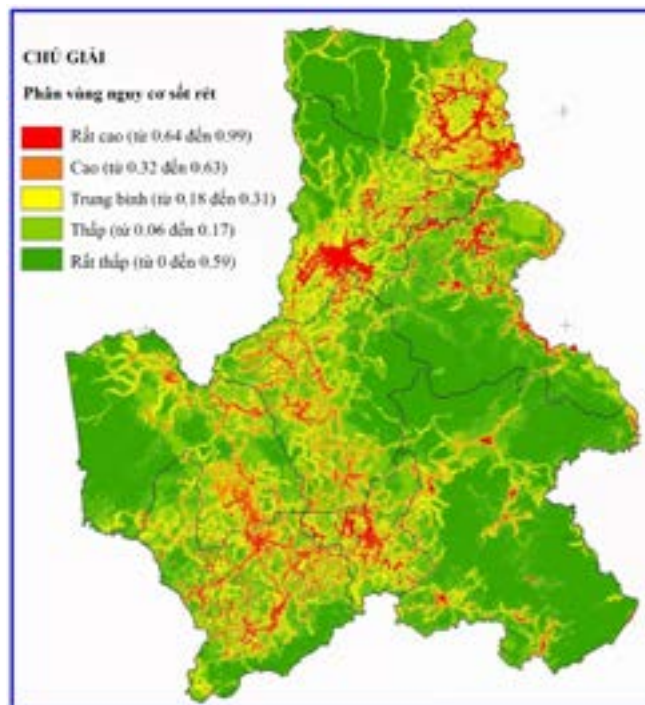 CHÚ GIẢI
Phân vùng nguy cơ sốt rét
Rất cao (từ 0.64 đến 0.99)
Cao (từ 0.32 đến 0.63)
Trung bình (từ 0.18 đến 0.31)
Thấp (từ 0.06 đến 0.17)
Rất thấp (từ 0 đến 0.59)